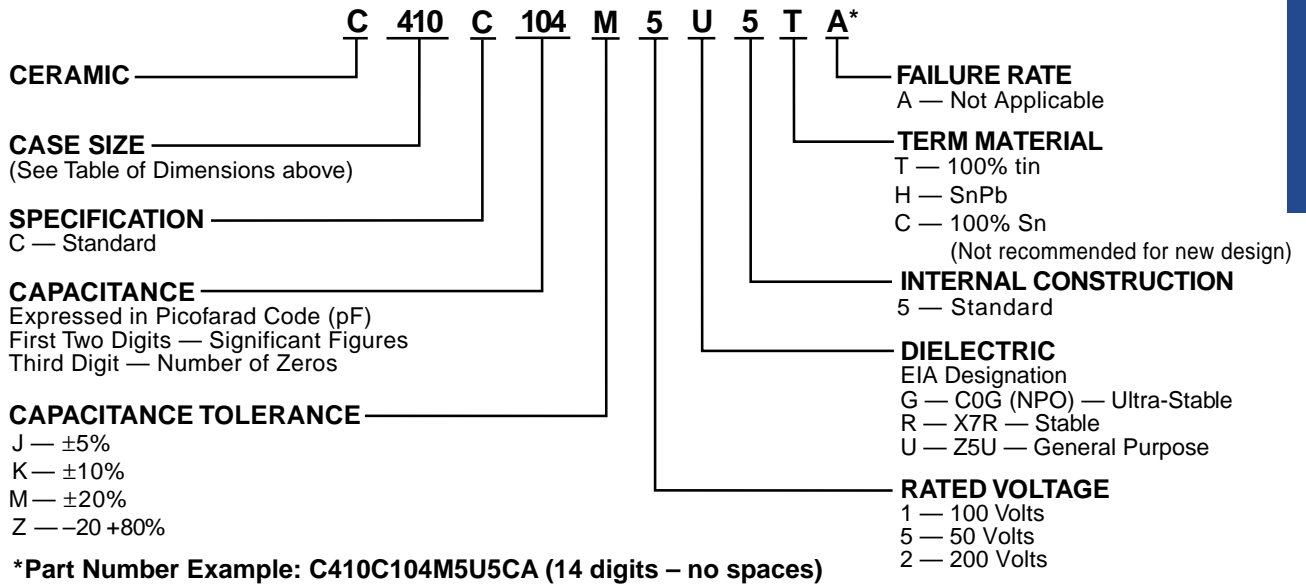 C 410 C 104 M 5 U 5 T A*
CERAMIC
CASE SIZE
(See Table of Dimensions above)
SPECIFICATION
C — Standard
CAPACITANCE
Expressed in Picofarad Code (pF)
First Two Digits — Significant Figures
Third Digit — Number of Zeros
CAPACITANCE TOLERANCE
J — ±5%
K — ±10%
M — ±20%
Z — –20 +80%
FAILURE RATE
A — Not Applicable
TERM MATERIAL
T — 100% tin
H — SnPb
C — 100% Sn
(Not recommended for new design)
INTERNAL CONSTRUCTION
5 — Standard
DIELECTRIC
EIA Designation
G — C0G (NPO) — Ultra-Stable
R — X7R — Stable
U — Z5U — General Purpose
RATED VOLTAGE
1 — 100 Volts
5 — 50 Volts
2 — 200 Volts
*Part Number Example: C410C104M5U5CA (14 digits – no spaces)